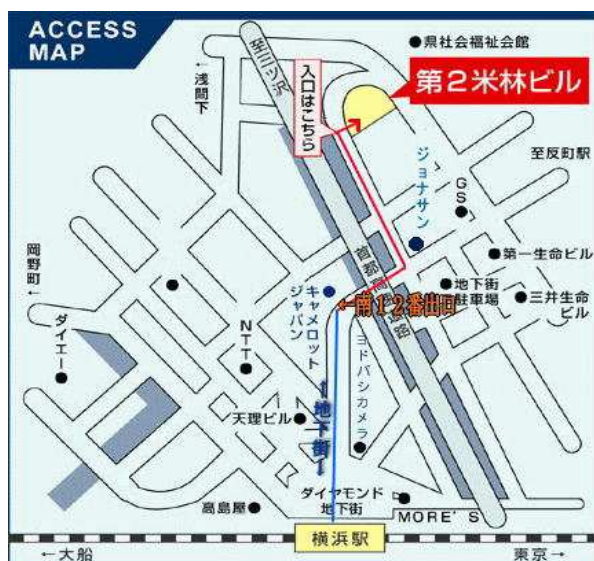 ACCESS
MAP
至三ツ沢
●県社会福祉会館
←浅間下
入口はこちら
第2米林ビル
ジョナサン
至反町駅
GS
第一生命ビル
地下街
駐車場
三井生命
ビル
岡野町←
首都高速道路
キャメロット
ジャパン
←南12番出口
ダイエー
NTT
ヨドバシカメラ
天理ビル
←地下街→
高島屋
ダイヤモンド
地下街
MORE'S
横浜駅
←大船
東京→